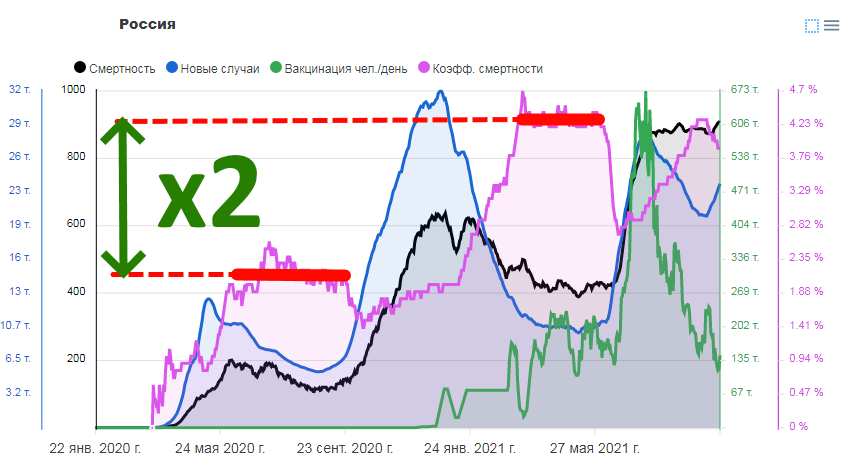 Россия
Смертность Новые случаи Вакцинация чел./день Коэфф. смертности
32 т. 1000 673 т. 4.7 %
29 т. 606 т. 4.23 %
26 т. 800 538 т. 3.76 %
23 т. 471 т. 3.29 %
x2
19 т. 600 404 т. 2.82 %
16 т. 336 т. 2.35 %
13 т. 400 269 т. 1.88 %
10.7 т. 202 т. 1.41 %
6.5 т. 200 135 т. 0.94 %
3.2 т. 67 т. 0.47 %
0 %
22 янв. 2020 г. 24 мая 2020 г. 23 сент. 2020 г. 24 янв. 2021 г. 27 мая 2021 г.